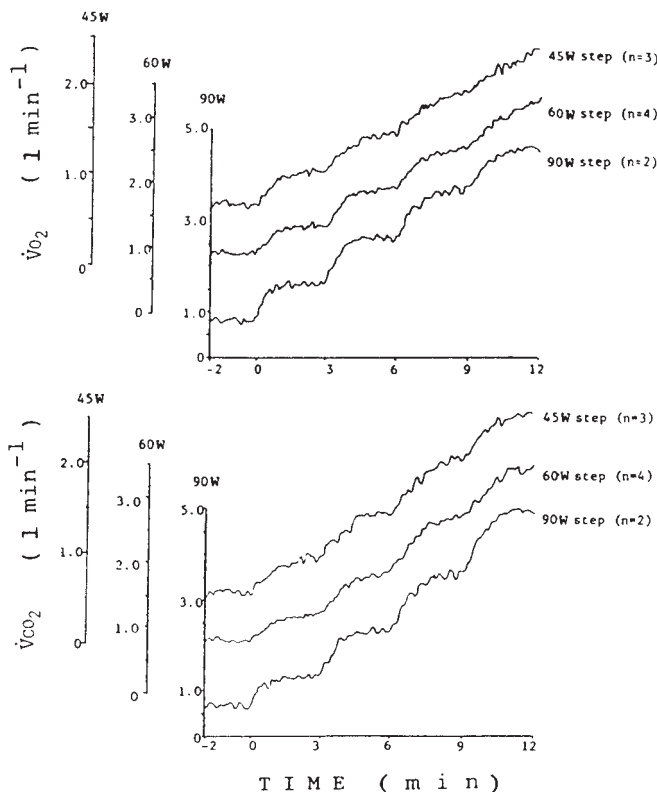 45W
60W
90W
V̇O2 ( l min-1 )
2.0
1.0
0
3.0
2.0
1.0
0
5.0
3.0
1.0
0
45W step (n=3)
60W step (n=4)
90W step (n=2)
-2 0 3 6 9 12
45W
60W
90W
V̇CO2 ( l min-1 )
2.0
1.0
0
3.0
2.0
1.0
0
5.0
3.0
1.0
0
45W step (n=3)
60W step (n=4)
90W step (n=2)
-2 0 3 6 9 12
TIME (min)